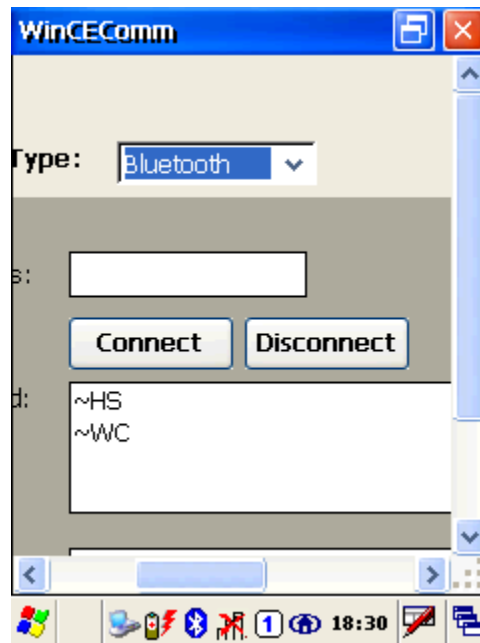 WinCEComm
Type:
Bluetooth
s:
Connect
Disconnect
d:
~HS
~WC
1
18:30